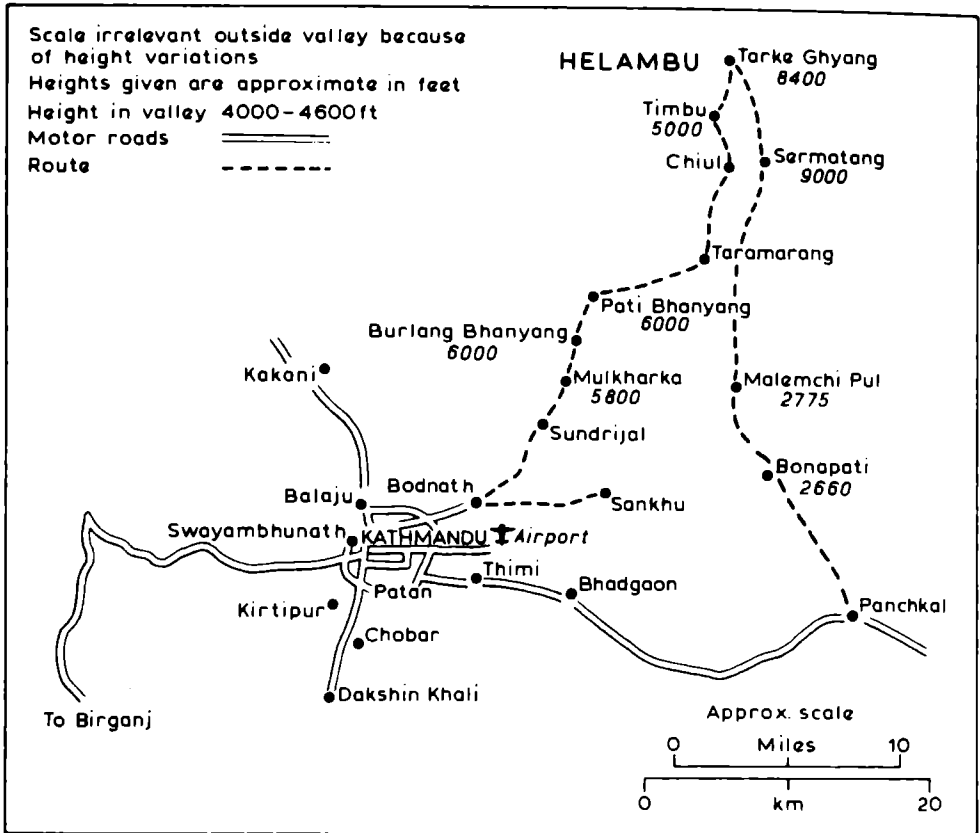 Scale irrelevant outside valley because
of height variations
Heights given are approximate in feet
Height in valley 4000-4600ft
Motor roads
Route
HELAMBU
Tarke Ghyang
8400
Timbu
5000
Chiul
Sermatang
9000
Taramarang
Pati Bhanyang
6000
Burlang Bhanyang
6000
Kakani
Mulkharka
5800
Malemchi Pul
2775
Sundrijal
Bonapati
2660
Balaju
Bodnath
Sankhu
Swayambhunath
KATHMANDU
Airport
Thimi
Patan
Bhadgaon
Kirtipur
Panchkal
Chobar
Dakshin Khali
To Birganj
Approx. scale
0 Miles 10
0 km 20